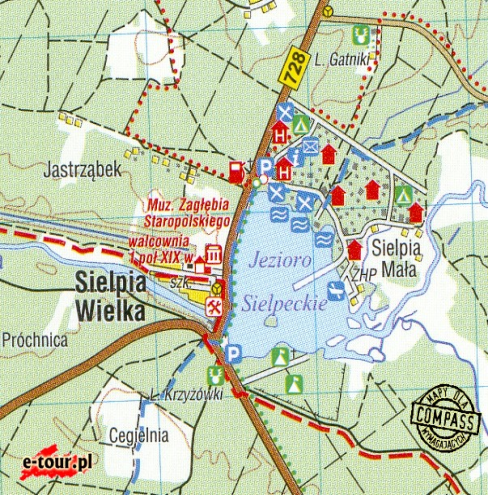 728
L. Gatniki
H
P
i
H
Jastrząbek
Muz. Zagłębia
Staropolskiego
walcownia
1 poł XIX w.
Jezioro
Sielpeckie
Sielpia
Mała
ZHP
szk.
Sielpia
Wielka
Próchnica
P
L. Krzyżówki
Cegielnia
MAPY DLA
COMPASS
WYMAGAJĄCYCH
e-tour.pl